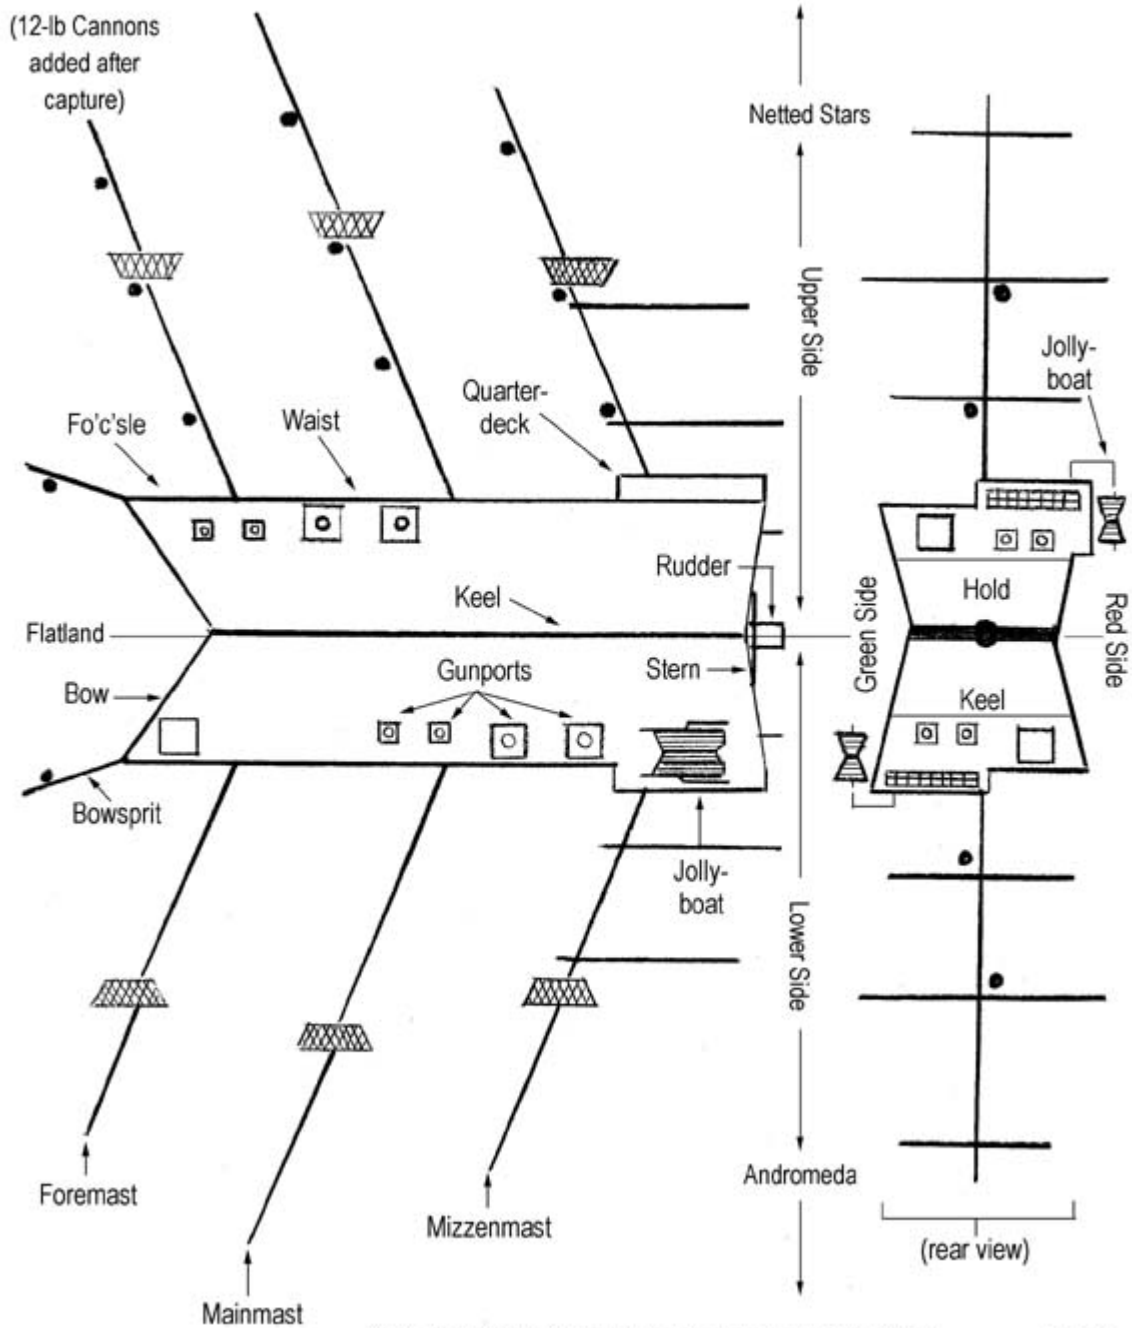 (12-lb Cannons
added after
capture)
Netted Stars
Upper Side
Jolly-
boat
Quarter-
deck
Waist
Fo'c'sle
Rudder
Keel
Hold
Flatland
Green Side
Red Side
Bow
Gunports
Stern
Keel
Bowsprit
Jolly-
boat
Lower Side
Andromeda
Foremast
Mizzenmast
(rear view)
Mainmast